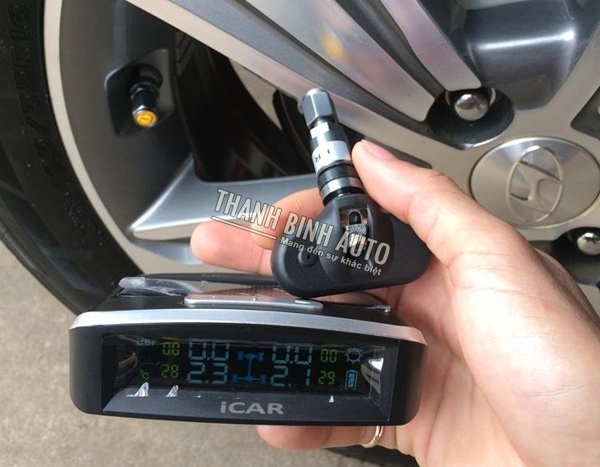 THANH BINH AUTO
Mang đến sự khác biệt
Bar 00 0.0 0.0 00
°C 28 2.3 2.1 29
iCAR